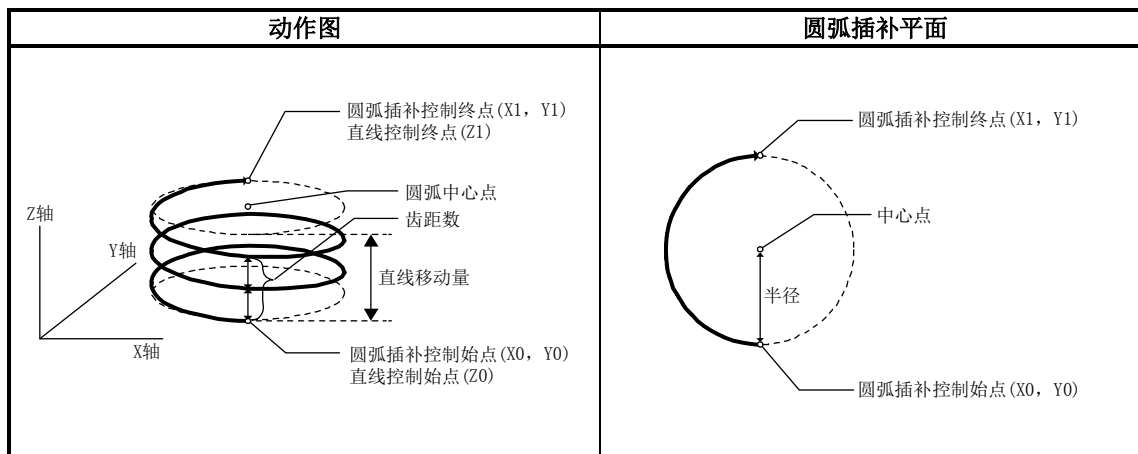 动作图
圆弧插补平面
圆弧插补控制终点(X1，Y1)
直线控制终点(Z1)
圆弧中心点
齿距数
Z轴
Y轴
直线移动量
X轴
圆弧插补控制始点(X0，Y0)
直线控制始点(Z0)
圆弧插补控制终点(X1，Y1)
中心点
半径
圆弧插补控制始点(X0，Y0)